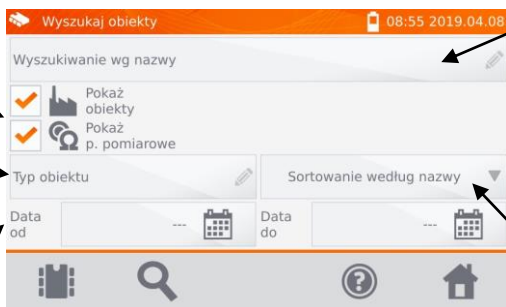 Wyszukaj obiekty 08:55 2019.04.08
Wyszukiwanie wg nazwy
Pokaż
obiekty
Pokaż
p. pomiarowe
Typ obiektu Sortowanie według nazwy
Data
od --- Data
do ---